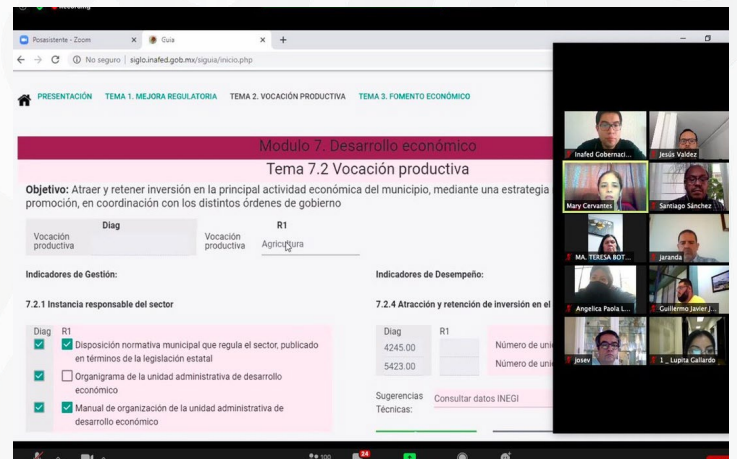 Posasistente - Zoom
Guia
No seguro | siglo.inafed.gob.mx/siguia/inicio.php
PRESENTACIÓN TEMA 1. MEJORA REGULATORIA TEMA 2. VOCACIÓN PRODUCTIVA TEMA 3. FOMENTO ECONÓMICO
Modulo 7. Desarrollo económico
Tema 7.2 Vocación productiva
Objetivo: Atraer y retener inversión en la principal actividad económica del municipio, mediante una estrategia
promoción, en coordinación con los distintos órdenes de gobierno
Diag R1
Vocación productiva
Vocación productiva Agricultura
Indicadores de Gestión:
7.2.1 Instancia responsable del sector
Diag R1
Disposición normativa municipal que regula el sector, publicado
en términos de la legislación estatal
Organigrama de la unidad administrativa de desarrollo
económico
Manual de organización de la unidad administrativa de
desarrollo económico
Indicadores de Desempeño:
7.2.4 Atracción y retención de inversión en el
Diag R1
4245.00 Número de uni
5423.00 Número de uni
Sugerencias
Técnicas:
Consultar datos INEGI
Inafed Gobernaci...
Jesús Valdez
Mary Cervantes
Santiago Sánchez
MA. TERESA BOT...
jaranda
Angelica Paola L...
Guillermo Javier J...
josev
1 _ Lupita Gallardo
100
24